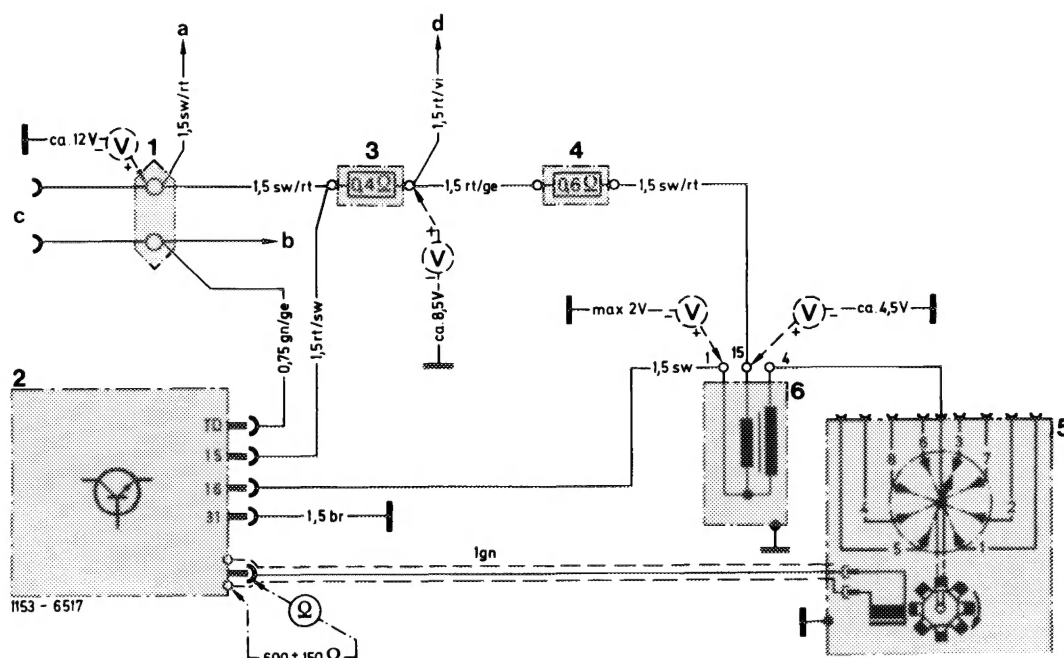 a
d
1,5 sw/rt
1,5 rt/vi
ca. 12V
V
1
3
4
1,5 sw/rt
0,4Ω
1,5 rt/ge
0,6Ω
1,5 sw/rt
c
b
V
ca. 8,5V
0,75 gn/ge
1,5 rt/sw
max 2V
V
V
ca. 4,5V
1
15
4
1,5 sw
2
6
5
TD
15
16
31
1,5 br
8
6
3
7
4
2
5
1
1gn
Ω
1153 - 6517
600 ± 150 Ω